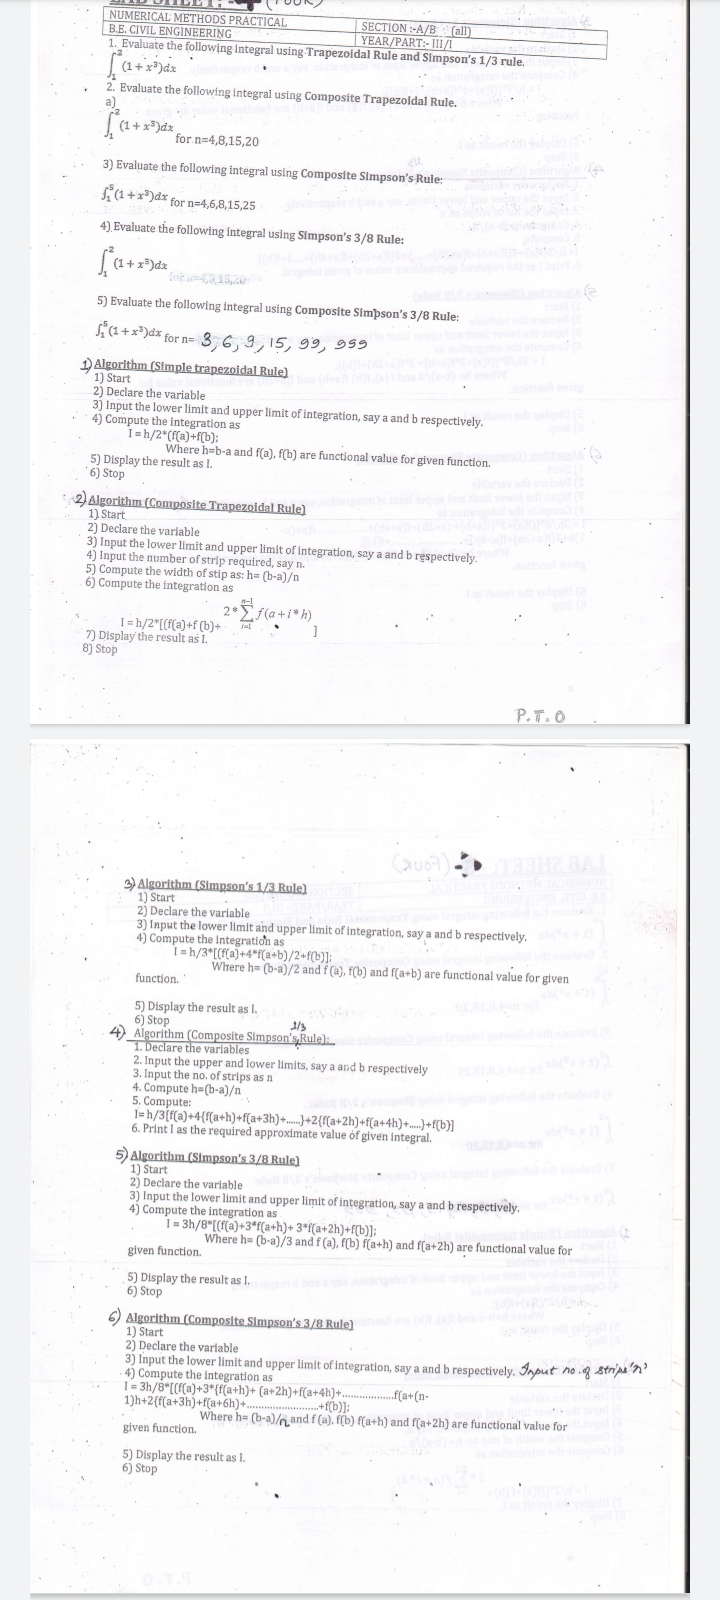 LAB SHEET: - 4 (FOUR)
NUMERICAL METHODS PRACTICAL SECTION :-A/B (all)
B.E. CIVIL ENGINEERING YEAR/PART:- III/I
1. Evaluate the following integral using Trapezoidal Rule and Simpson's 1/3 rule.
∫₁² (1 + x³)dx
2. Evaluate the following integral using Composite Trapezoidal Rule.
a)
∫₁² (1 + x³)dx for n=4,8,15,20
3) Evaluate the following integral using Composite Simpson's Rule:
∫₁⁵ (1 + x³)dx for n=4,6,8,15,25
4) Evaluate the following integral using Simpson's 3/8 Rule:
∫₁² (1 + x³)dx
for n=4,8,15,20
5) Evaluate the following integral using Composite Simpson's 3/8 Rule:
∫₁⁵ (1 + x³)dx for n= 3, 6, 9, 15, 99, 999
1) Algorithm (Simple trapezoidal Rule)
1) Start
2) Declare the variable
3) Input the lower limit and upper limit of integration, say a and b respectively.
4) Compute the integration as
I = h/2*(f(a)+f(b);
Where h=b-a and f(a), f(b) are functional value for given function.
5) Display the result as I.
6) Stop
2) Algorithm (Composite Trapezoidal Rule)
1) Start
2) Declare the variable
3) Input the lower limit and upper limit of integration, say a and b respectively.
4) Input the number of strip required, say n.
5) Compute the width of stip as: h= (b-a)/n
6) Compute the integration as
I = h/2*[(f(a)+f (b)+ 2 * ∑ᵢ₌₁ⁿ⁻¹ f(a + i * h) ]
7) Display the result as I.
8) Stop
P.T.O
3) Algorithm (Simpson's 1/3 Rule)
1) Start
2) Declare the variable
3) Input the lower limit and upper limit of integration, say a and b respectively.
4) Compute the integration as
I = h/3*[(f(a)+4*f(a+b)/2+f(b)];
Where h= (b-a)/2 and f (a), f(b) and f(a+b) are functional value for given
function.
5) Display the result as I.
6) Stop
4) Algorithm (Composite Simpson's 1/3 Rule):
1. Declare the variables
2. Input the upper and lower limits, say a and b respectively
3. Input the no. of strips as n
4. Compute h=(b-a)/n
5. Compute:
I= h/3[f(a)+4{f(a+h)+f(a+3h)+......}+2{f(a+2h)+f(a+4h)+.....}+f(b)]
6. Print I as the required approximate value of given integral.
5) Algorithm (Simpson's 3/8 Rule)
1) Start
2) Declare the variable
3) Input the lower limit and upper limit of integration, say a and b respectively.
4) Compute the integration as
I = 3h/8*[(f(a)+3*f(a+h)+ 3*f(a+2h)+f(b)];
Where h= (b-a)/3 and f (a), f(b) f(a+h) and f(a+2h) are functional value for
given function.
5) Display the result as I.
6) Stop
6) Algorithm (Composite Simpson's 3/8 Rule)
1) Start
2) Declare the variable
3) Input the lower limit and upper limit of integration, say a and b respectively. Input no. of strips 'n'
4) Compute the integration as
I = 3h/8*[(f(a)+3*{f(a+h)+ (a+2h)+f(a+4h)+...................f(a+(n-
1)h+2{f(a+3h)+f(a+6h)+..........................+f(b)];
Where h= (b-a)/n and f (a), f(b) f(a+h) and f(a+2h) are functional value for
given function.
5) Display the result as I.
6) Stop